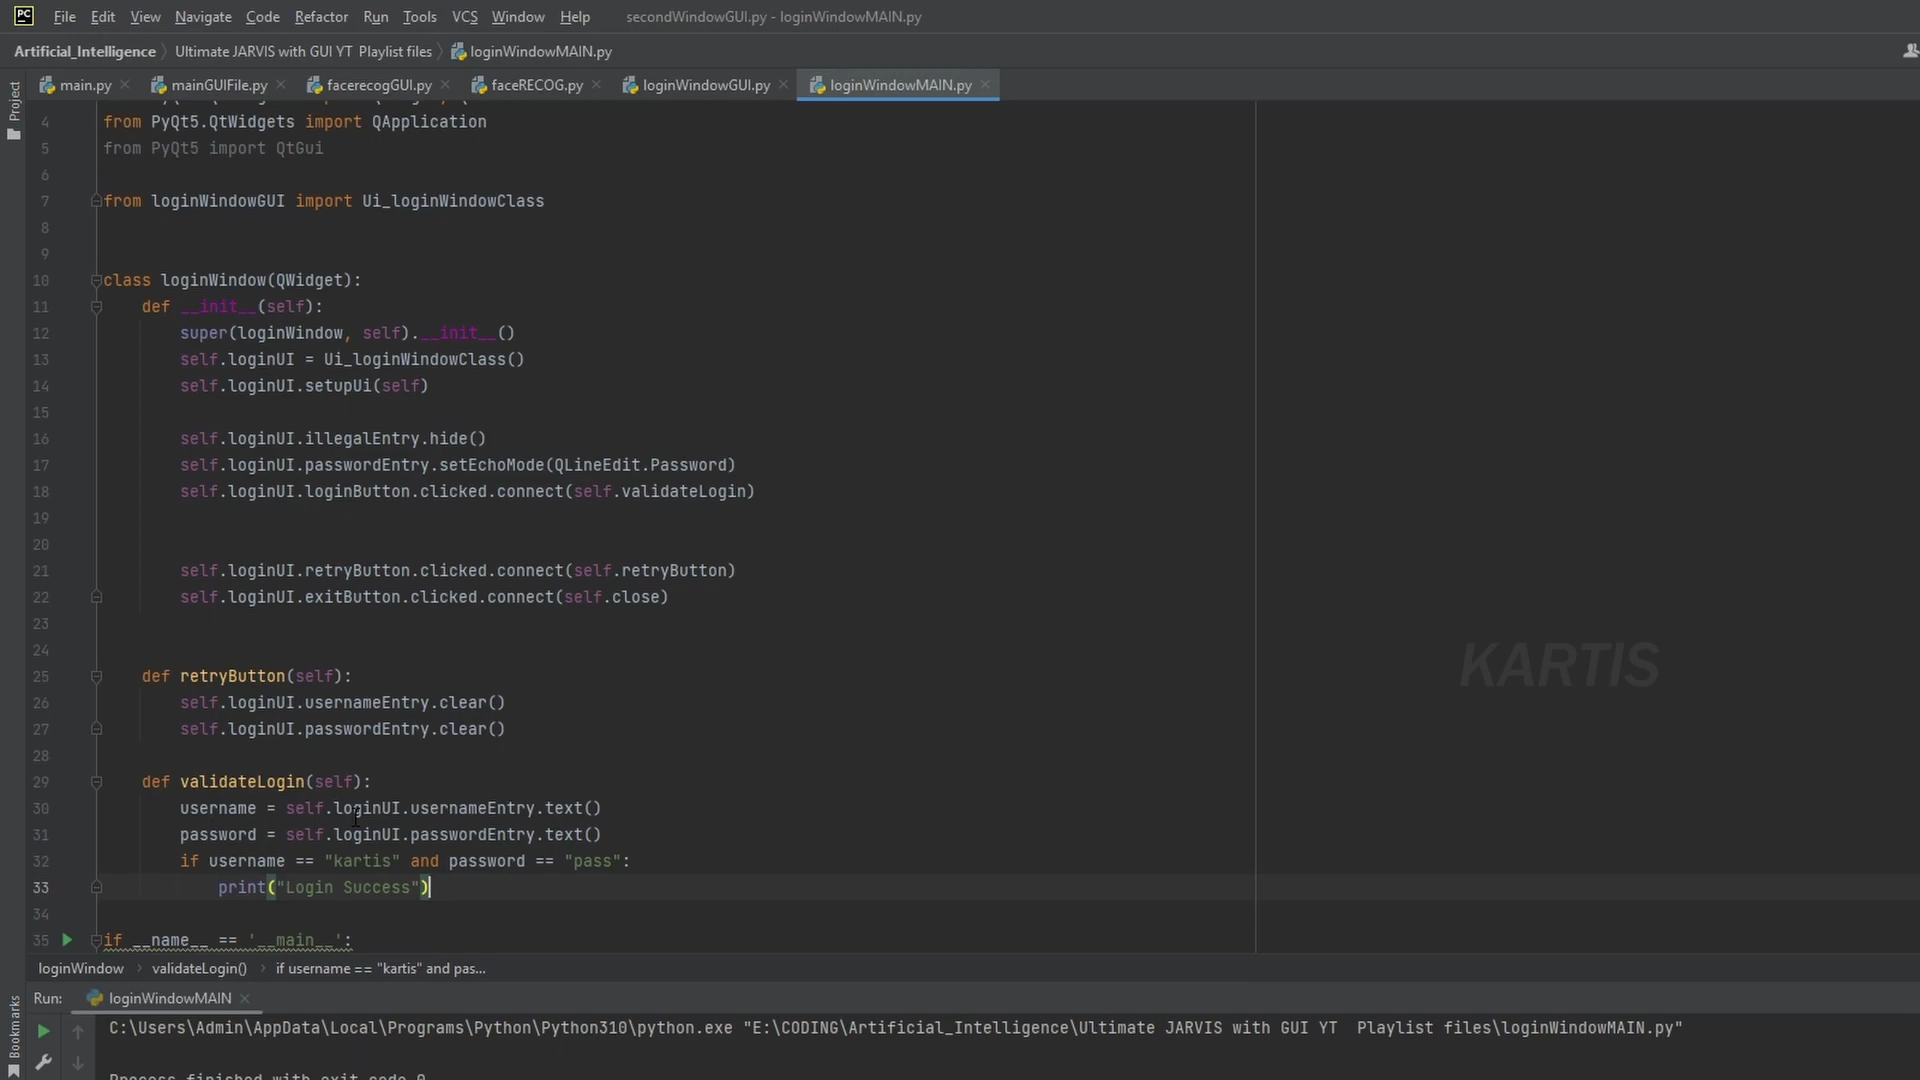 PC File Edit View Navigate Code Refactor Run Tools VCS Window Help secondWindowGUI.py - loginWindowMAIN.py
Artificial_Intelligence Ultimate JARVIS with GUI YT Playlist files loginWindowMAIN.py
Project
main.py mainGUIFile.py facerecogGUI.py faceRECOG.py loginWindowGUI.py loginWindowMAIN.py
4 from PyQt5.QtWidgets import QApplication
5 from PyQt5 import QtGui
6
7 from loginWindowGUI import Ui_loginWindowClass
8
9
10 class loginWindow(QWidget):
11 def __init__(self):
12 super(loginWindow, self).__init__()
13 self.loginUI = Ui_loginWindowClass()
14 self.loginUI.setupUi(self)
15
16 self.loginUI.illegalEntry.hide()
17 self.loginUI.passwordEntry.setEchoMode(QLineEdit.Password)
18 self.loginUI.loginButton.clicked.connect(self.validateLogin)
19
20
21 self.loginUI.retryButton.clicked.connect(self.retryButton)
22 self.loginUI.exitButton.clicked.connect(self.close)
23
24
KARTIS
25 def retryButton(self):
26 self.loginUI.usernameEntry.clear()
27 self.loginUI.passwordEntry.clear()
28
29 def validateLogin(self):
30 username = self.loginUI.usernameEntry.text()
31 password = self.loginUI.passwordEntry.text()
32 if username == "kartis" and password == "pass":
33 print("Login Success")
34
35 if __name__ == '__main__':
loginWindow validateLogin() if username == "kartis" and pas...
Run: loginWindowMAIN
Bookmarks
C:\Users\Admin\AppData\Local\Programs\Python\Python310\python.exe "E:\CODING\Artificial_Intelligence\Ultimate JARVIS with GUI YT  Playlist files\loginWindowMAIN.py"
Process finished with exit code 0